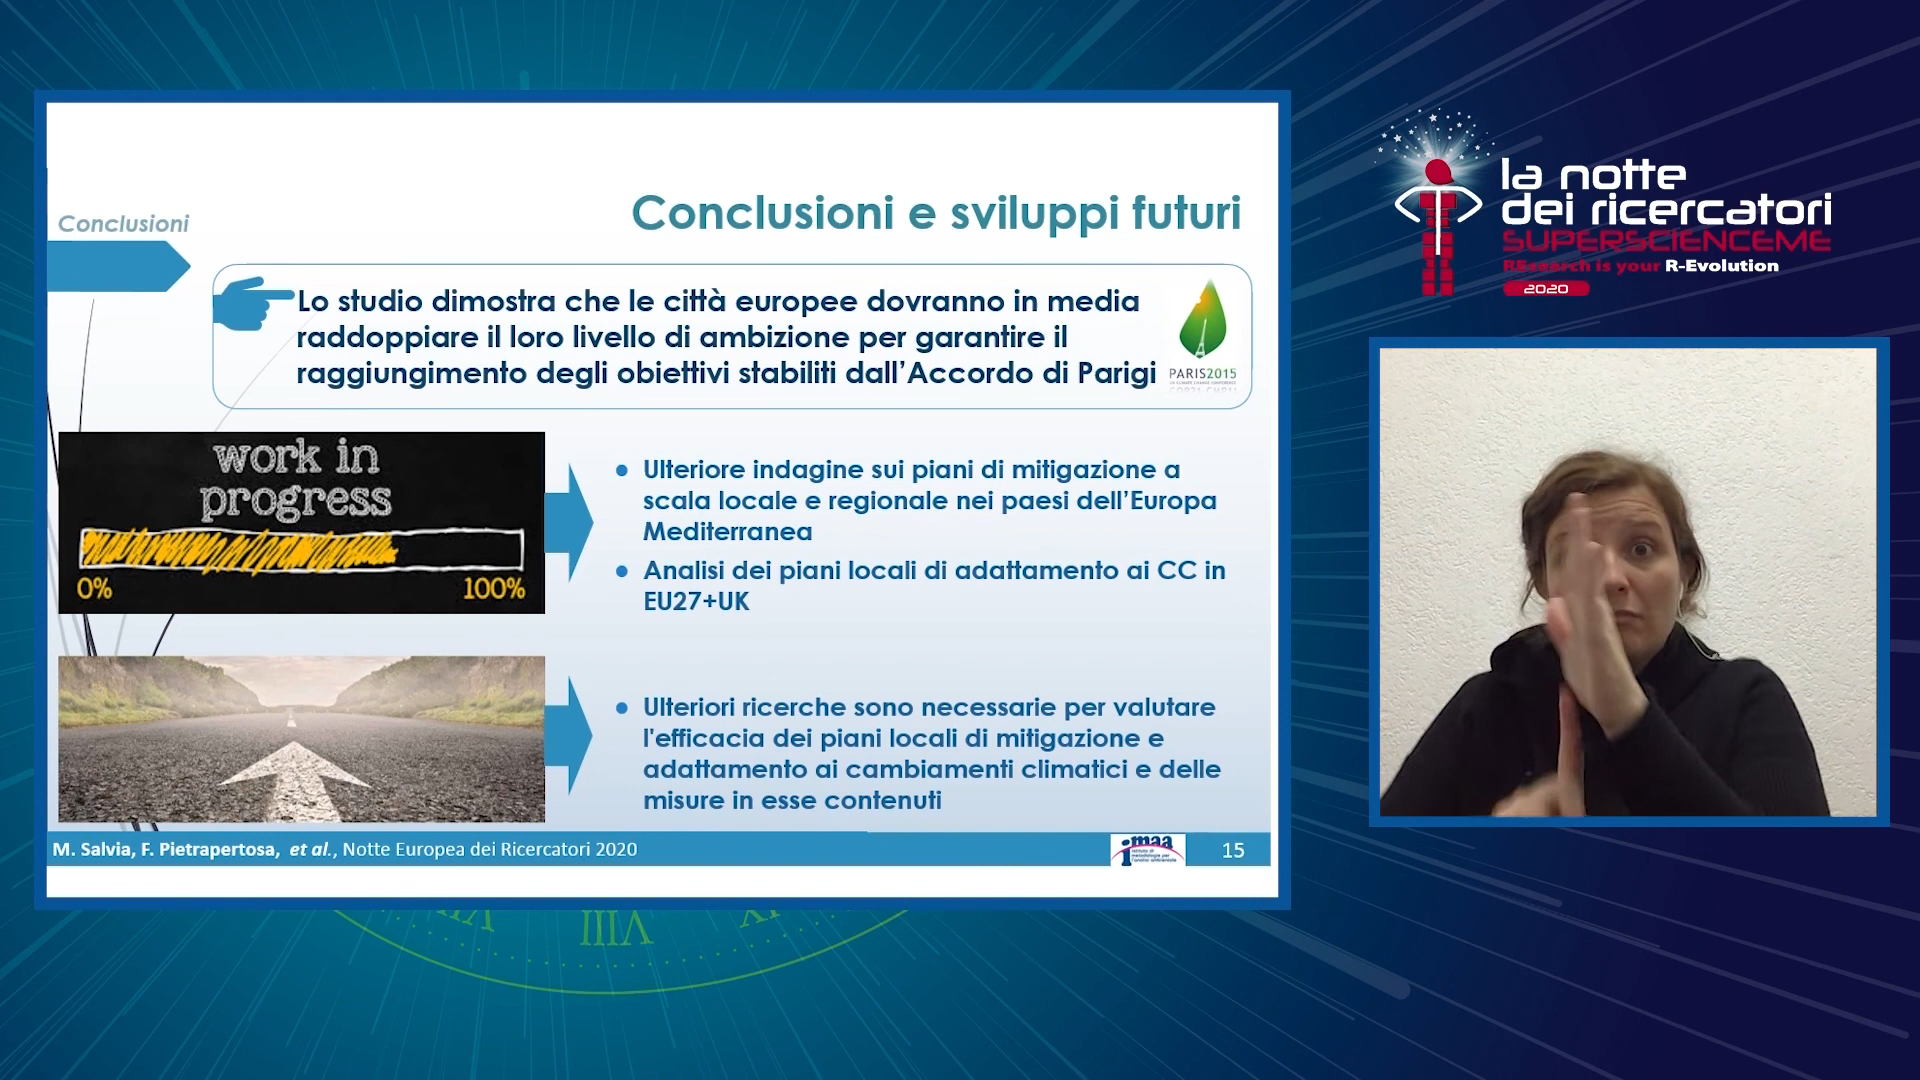 Conclusioni
Conclusioni e sviluppi futuri
Lo studio dimostra che le città europee dovranno in media
raddoppiare il loro livello di ambizione per garantire il
raggiungimento degli obiettivi stabiliti dall'Accordo di Parigi
PARIS2015
work in
progress
0%
100%
● Ulteriore indagine sui piani di mitigazione a
scala locale e regionale nei paesi dell'Europa
Mediterranea
● Analisi dei piani locali di adattamento ai CC in
EU27+UK
● Ulteriori ricerche sono necessarie per valutare
l'efficacia dei piani locali di mitigazione e
adattamento ai cambiamenti climatici e delle
misure in esse contenuti
M. Salvia, F. Pietrapertosa, et al., Notte Europea dei Ricercatori 2020
imaa
15
la notte
dei ricercatori
SUPERSCIENCEME
REsearch is your R-Evolution
2020
VIII